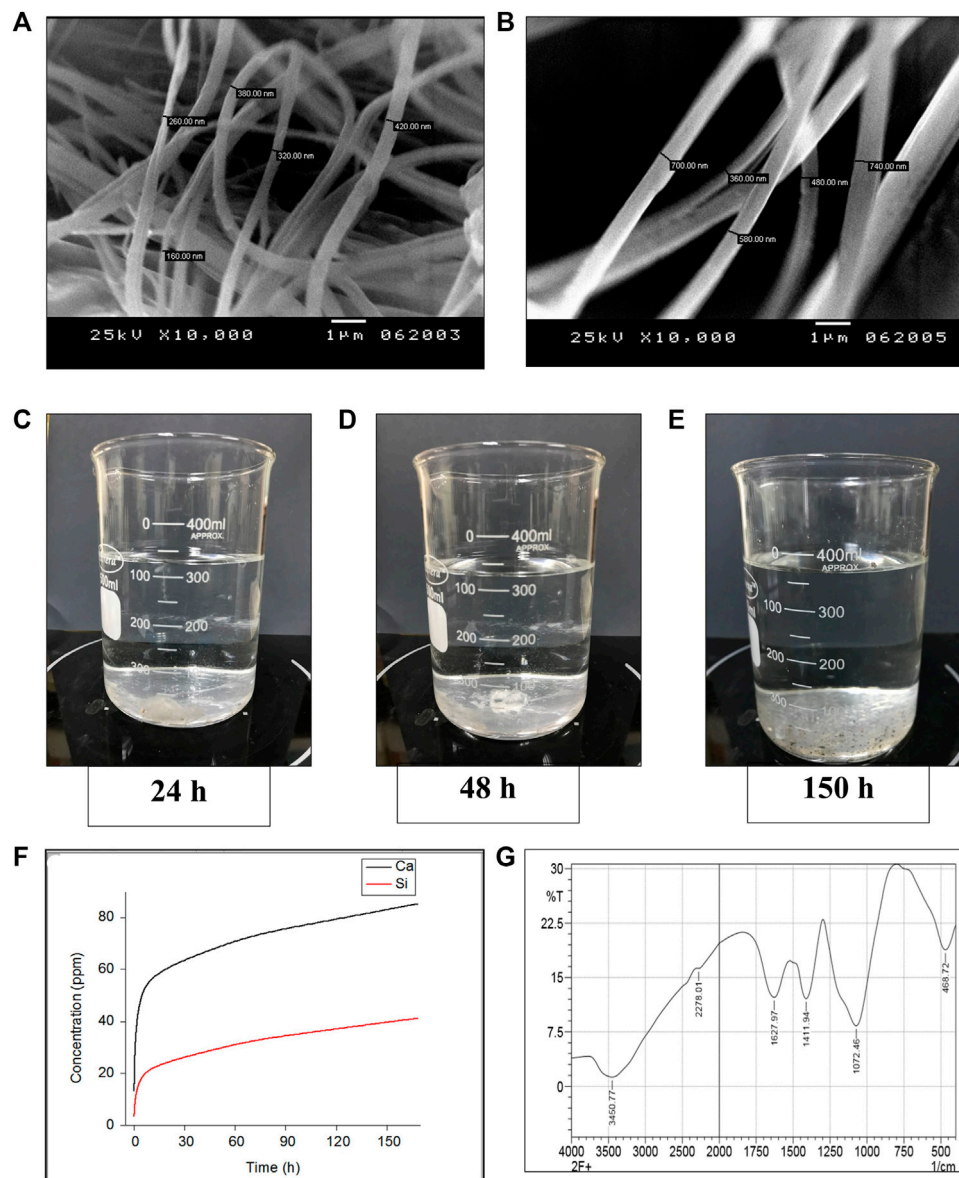 A
260.00 nm
380.00 nm
320.00 nm
420.00 nm
160.00 nm
25kV X10,000 1µm 062003
B
700.00 nm
360.00 nm
480.00 nm
740.00 nm
580.00 nm
25kV X10,000 1µm 062005
C
0 400ml
APPROX.
100 300
200 200
300
24 h
D
0 400ml
APPROX.
100 300
200 200
48 h
E
0 400ml
APPROX.
100 300
200 200
300
150 h
F
Ca
Si
Concentration (ppm)
80
60
40
20
0
0 30 60 90 120 150
Time (h)
G
30
%T
22.5
15
7.5
0
3450.77
2278.01
1627.97
1411.94
1072.46
468.72
4000 3500 3000 2500 2000 1750 1500 1250 1000 750 500
2F+ 1/cm